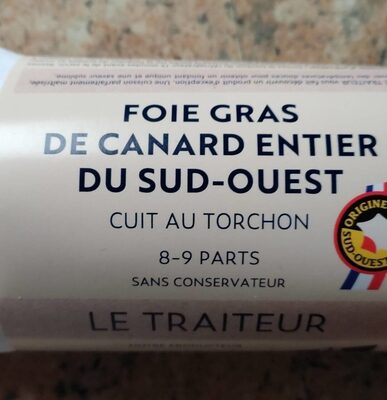 FOIE GRAS
DE CANARD ENTIER
DU SUD-OUEST
CUIT AU TORCHON
8-9 PARTS
SANS CONSERVATEUR
ORIGINE
SUD-OUEST
LE TRAITEUR